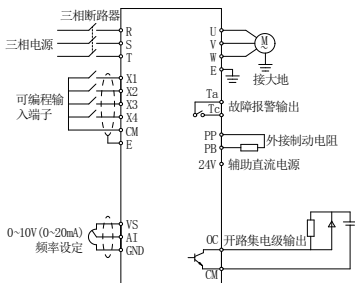 三相断路器
三相电源
R
S
T
U
V
W
E
M
~
接大地
X1
X2
X3
X4
CM
E
可编程输
入端子
Ta
Tc
故障报警输出
PP
PB
外接制动电阻
24V 辅助直流电源
VS
AI
GND
0~10V(0~20mA)
频率设定
OC 开路集电级输出
CM